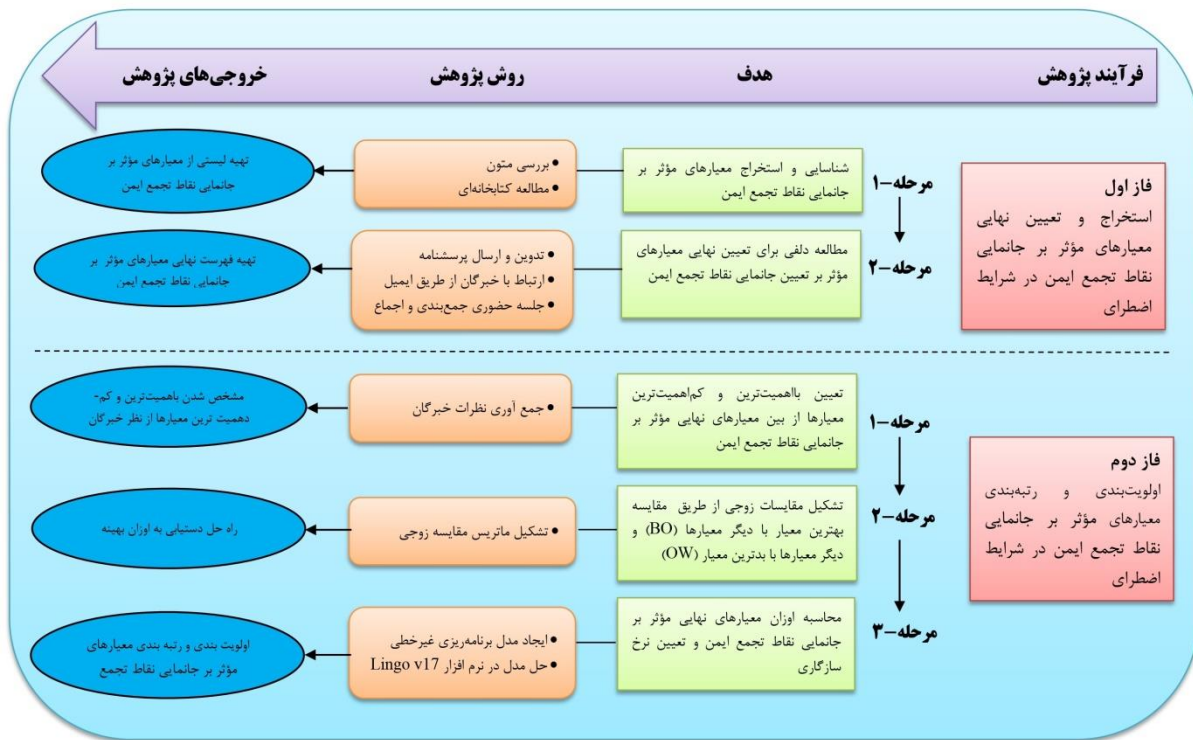 فرآیند پژوهش
هدف
روش پژوهش
خروجی‌های پژوهش
فاز اول
استخراج و تعیین نهایی
معیارهای مؤثر بر جانمایی
نقاط تجمع ایمن در شرایط
اضطرای
مرحله-۱
شناسایی و استخراج معیارهای مؤثر بر
جانمایی نقاط تجمع ایمن
• بررسی متون
• مطالعه کتابخانه‌ای
تهیه لیستی از معیارهای مؤثر بر
جانمایی نقاط تجمع ایمن
مرحله-۲
مطالعه دلفی برای تعیین نهایی معیارهای
مؤثر بر تعیین جانمایی نقاط تجمع ایمن
• تدوین و ارسال پرسشنامه
• ارتباط با خبرگان از طریق ایمیل
• جلسه حضوری جمع‌بندی و اجماع
تهیه فهرست نهایی معیارهای مؤثر بر
جانمایی نقاط تجمع ایمن
فاز دوم
اولویت‌بندی و رتبه‌بندی
معیارهای مؤثر بر جانمایی
نقاط تجمع ایمن در شرایط
اضطرای
مرحله-۱
تعیین بااهمیت‌ترین و کم‌اهمیت‌ترین
معیارها از بین معیارهای نهایی مؤثر بر
جانمایی نقاط تجمع ایمن
• جمع آوری نظرات خبرگان
مشخص شدن بااهمیت‌ترین و کم-
دهمیت ترین معیارها از نظر خبرگان
مرحله-۲
تشکیل مقایسات زوجی از طریق مقایسه
بهترین معیار با دیگر معیارها (BO) و
دیگر معیارها با بدترین معیار (OW)
• تشکیل ماتریس مقایسه زوجی
راه حل دستیابی به اوزان بهینه
مرحله-۳
محاسبه اوزان معیارهای نهایی مؤثر بر
جانمایی نقاط تجمع ایمن و تعیین نرخ
سازگاری
• ایجاد مدل برنامه‌ریزی غیرخطی
• حل مدل در نرم افزار Lingo v17
اولویت بندی و رتبه بندی معیارهای
مؤثر بر جانمایی نقاط تجمع